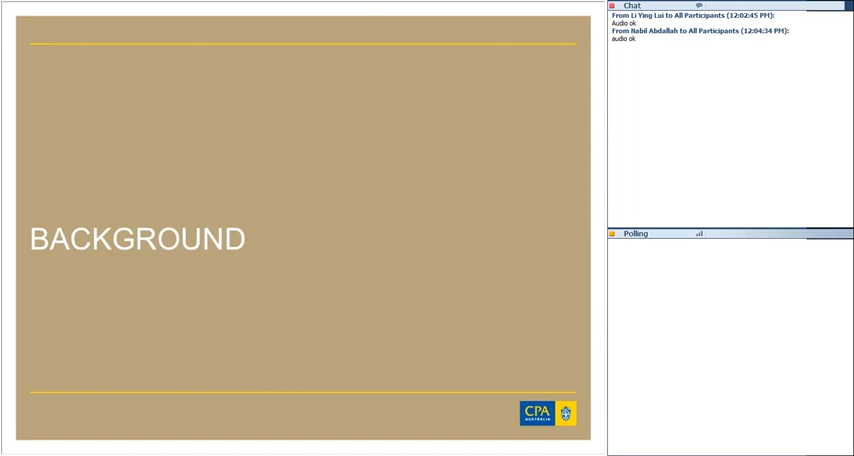 BACKGROUND
CPA
AUSTRALIA
Chat
From Li Ying Lui to All Participants (12:02:45 PM):
Audio ok
From Nabil Abdallah to All Participants (12:04:34 PM):
audio ok
Polling